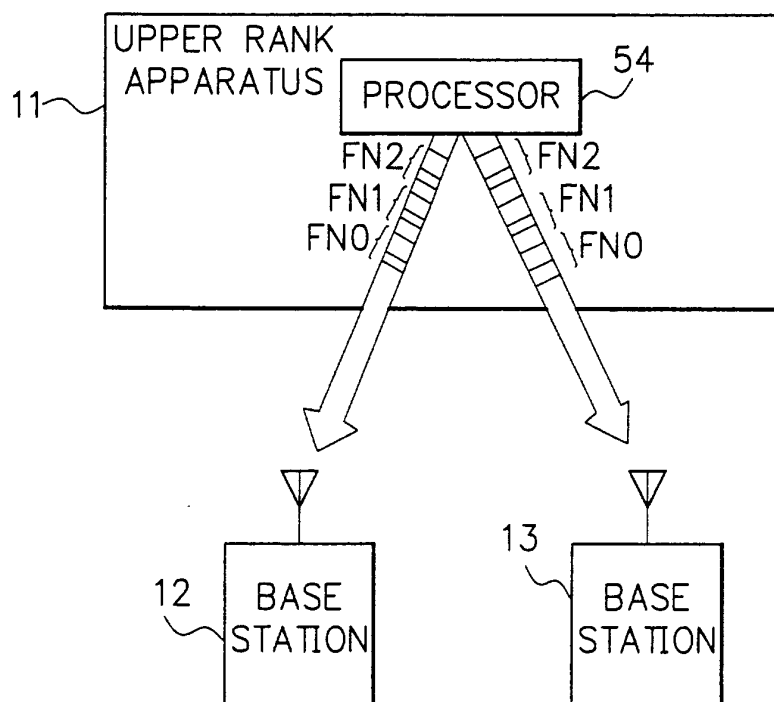 UPPER RANK
APPARATUS
11
PROCESSOR
54
FN2
FN1
FN0
FN2
FN1
FN0
12
BASE
STATION
13
BASE
STATION